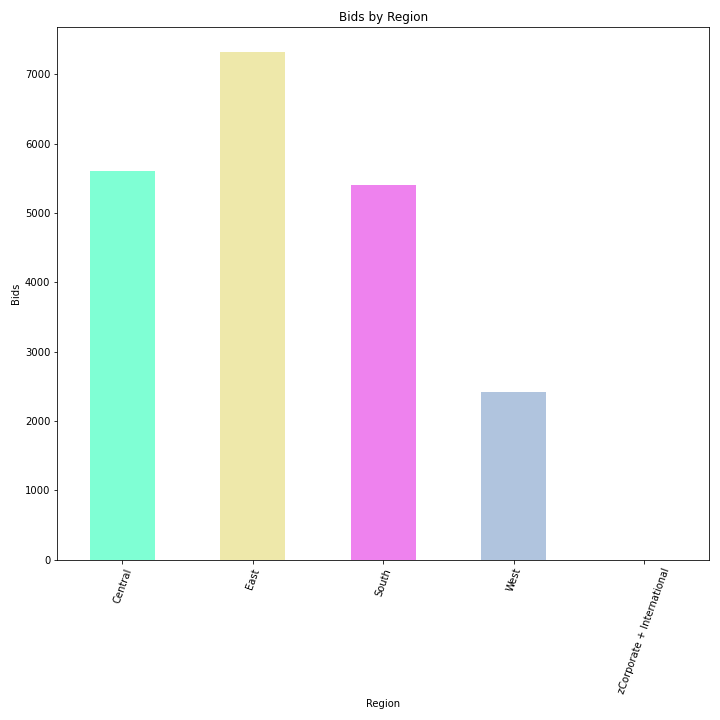 Bids by Region
Bids
7000
6000
5000
4000
3000
2000
1000
0
Central
East
South
West
zCorporate + International
Region